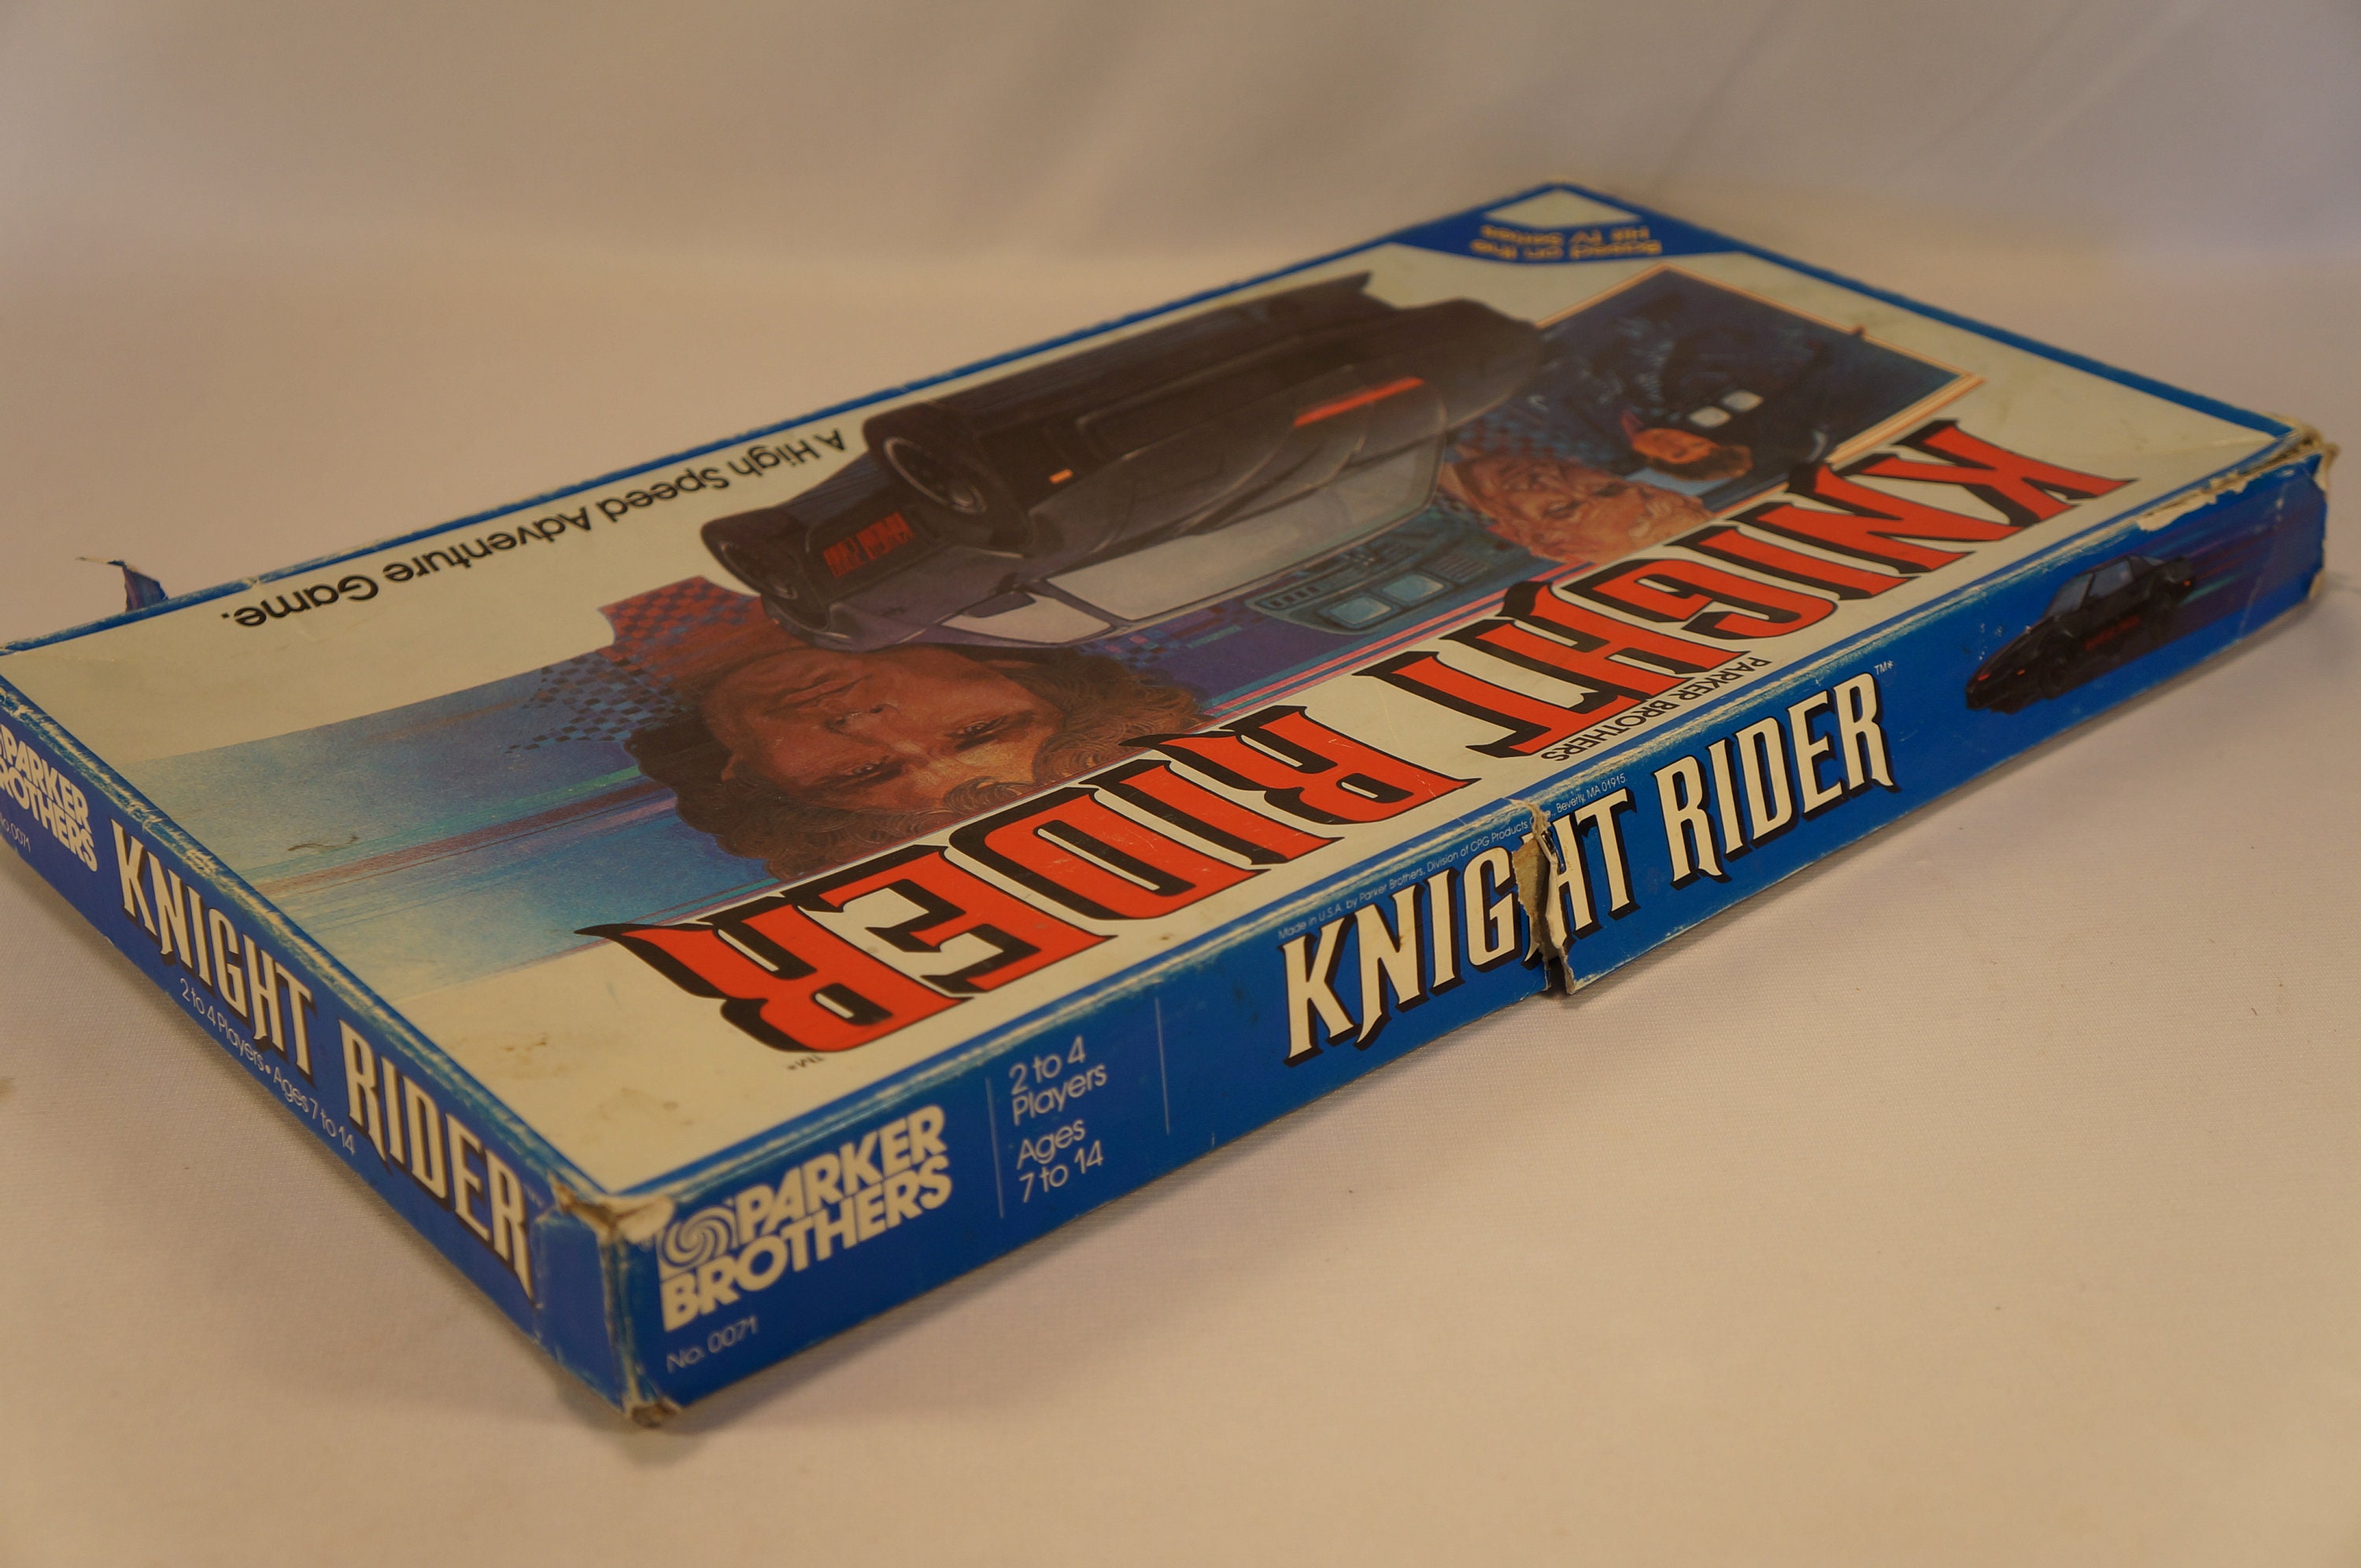 Based on the
Hit TV Series
KNIGHT RIDER
TM*
PARKER BROTHERS
A High Speed Adventure Game.
PARKER
BROTHERS
No. 0071
KNIGHT RIDER
2 to 4 Players • Ages 7 to 14
PARKER
BROTHERS
No. 0071
2 to 4
Players
Ages
7 to 14
Made in U.S.A. by Parker Brothers, Division of CPG Products Beverly, MA 01915
KNIGHT RIDER
TM*